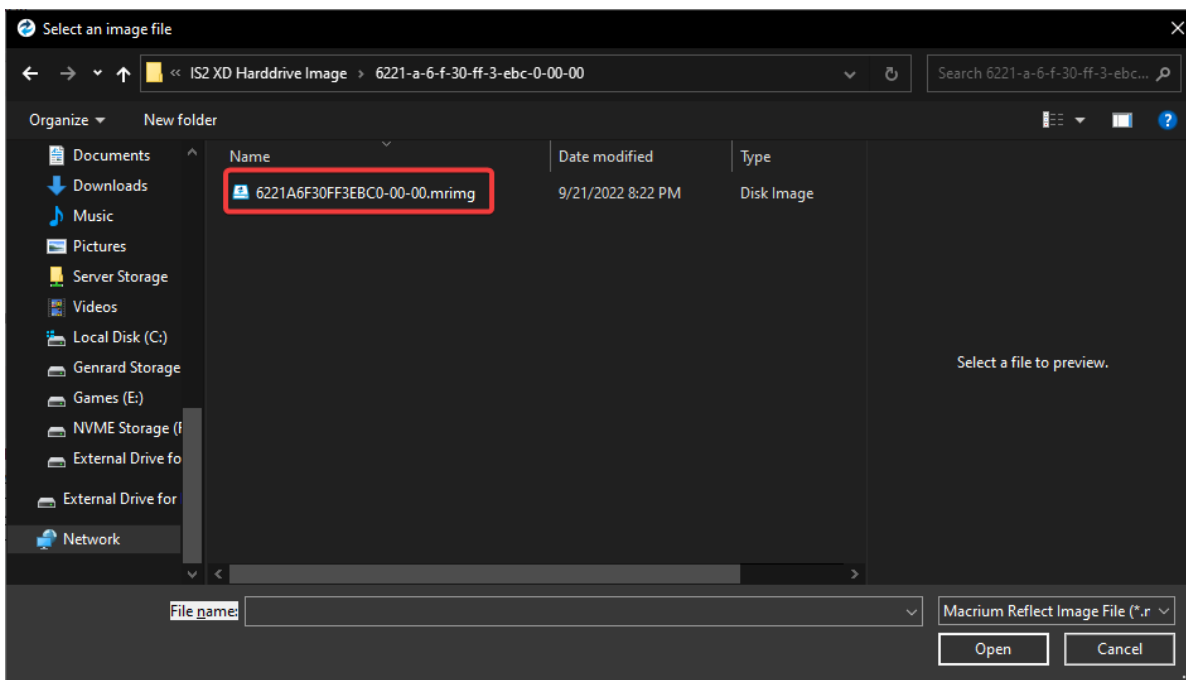 Select an image file
« IS2 XD Harddrive Image > 6221-a-6-f-30-ff-3-ebc-0-00-00
Search 6221-a-6-f-30-ff-3-ebc...
Organize New folder
Name Date modified Type
6221A6F30FF3EBC0-00-00.mrimg 9/21/2022 8:22 PM Disk Image
Documents
Downloads
Music
Pictures
Server Storage
Videos
Local Disk (C:)
Genrard Storage
Games (E:)
NVME Storage (F
External Drive fo
External Drive for
Network
Select a file to preview.
File name:
Macrium Reflect Image File (*.r
Open Cancel